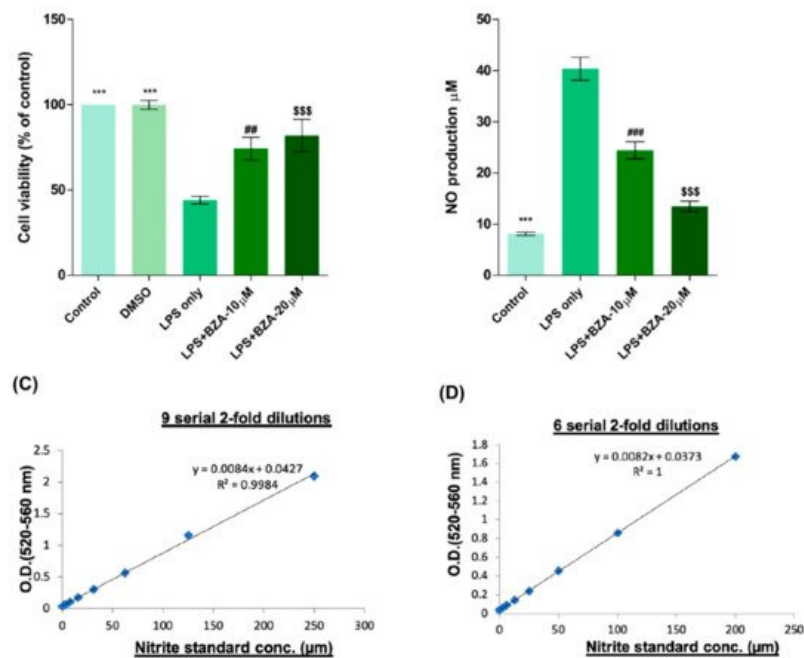 Cell viability (% of control)
150
100
50
0
***
***
##
$$$
Control
DMSO
LPS only
LPS+BZA-10μM
LPS+BZA-20μM
NO production μM
50
40
30
20
10
0
***
###
$$$
Control
LPS only
LPS+BZA-10μM
LPS+BZA-20μM
(C)
9 serial 2-fold dilutions
y = 0.0084x + 0.0427
R² = 0.9984
O.D.(520-560 nm)
2.5
2
1.5
1
0.5
0
0 50 100 150 200 250 300
Nitrite standard conc. (µm)
(D)
6 serial 2-fold dilutions
y = 0.0082x + 0.0373
R² = 1
O.D.(520-560 nm)
1.8
1.6
1.4
1.2
1
0.8
0.6
0.4
0.2
0
0 50 100 150 200 250
Nitrite standard conc. (µm)